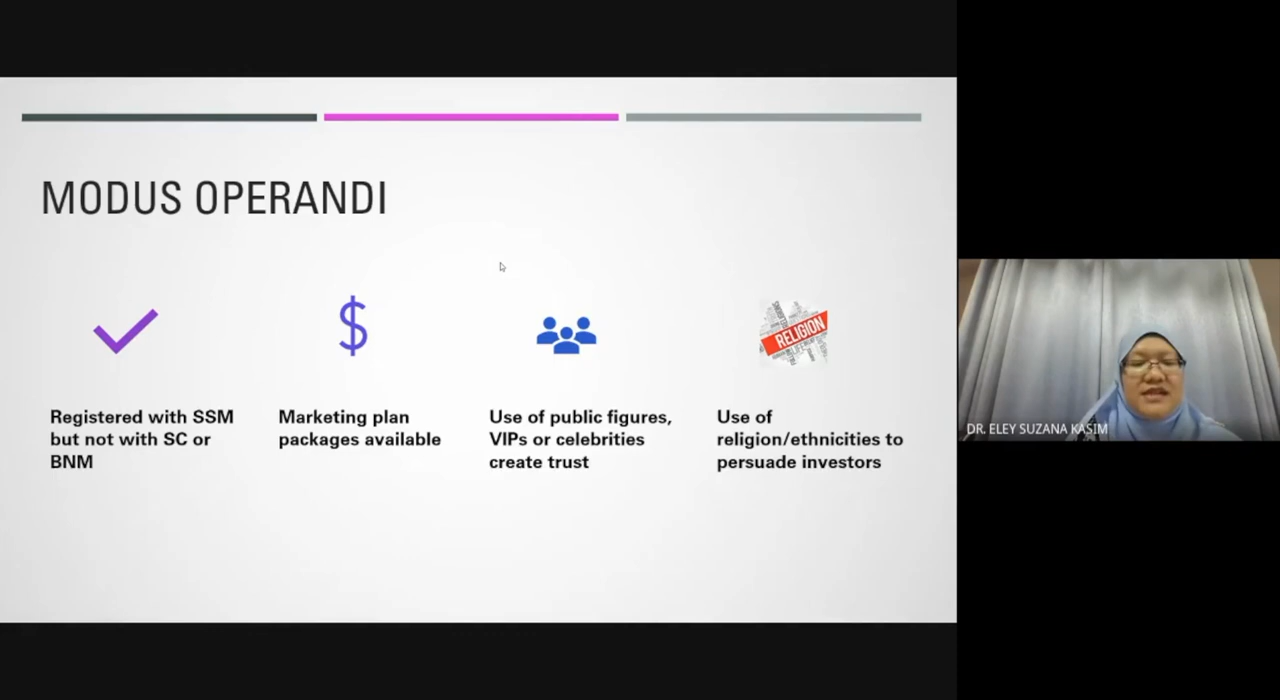 MODUS OPERANDI
RELIGION
Registered with SSM
but not with SC or
BNM
Marketing plan
packages available
Use of public figures,
VIPs or celebrities
create trust
Use of
religion/ethnicities to
persuade investors
DR. ELEY SUZANA KASIM